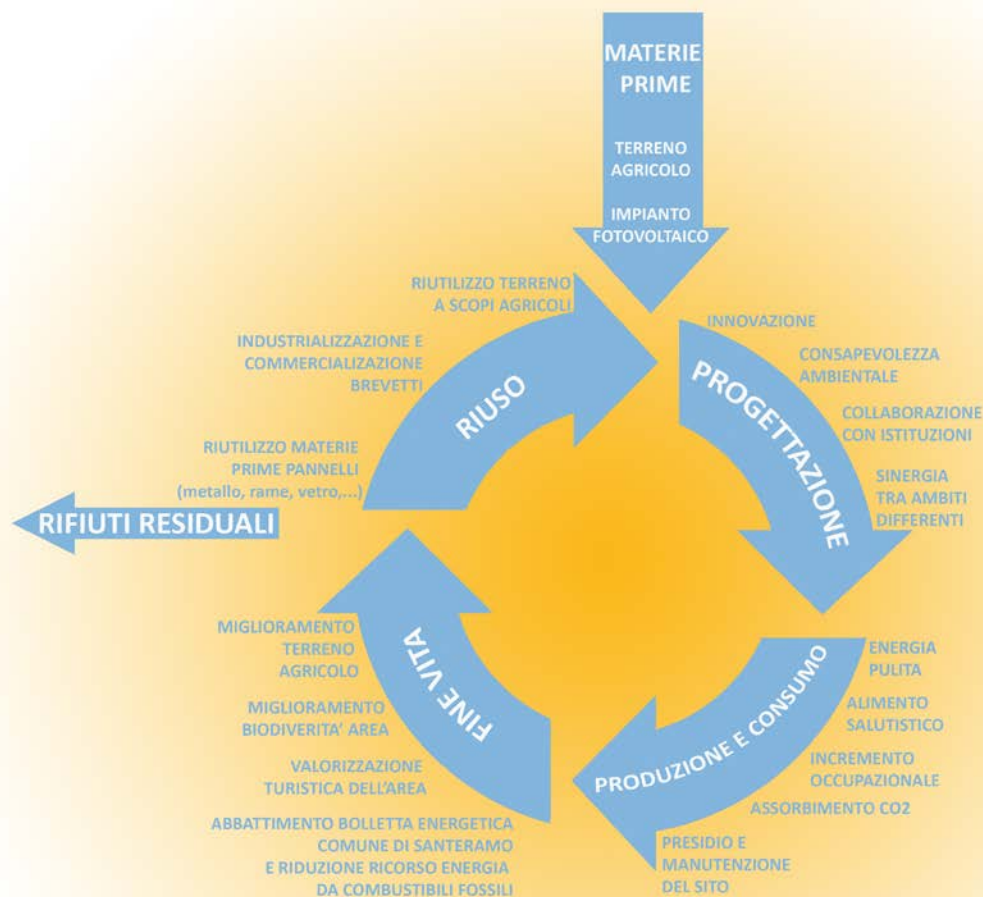 MATERIE
PRIME
TERRENO
AGRICOLO
IMPIANTO
FOTOVOLTAICO
RIUTILIZZO TERRENO
A SCOPI AGRICOLI
INDUSTRIALIZZAZIONE E
COMMERCIALIZAZIONE
BREVETTI
RIUTILIZZO MATERIE
PRIME PANNELLI
(metallo, rame, vetro,...)
RIUSO
RIFIUTI RESIDUALI
INNOVAZIONE
CONSAPEVOLEZZA
AMBIENTALE
COLLABORAZIONE
CON ISTITUZIONI
SINERGIA
TRA AMBITI
DIFFERENTI
PROGETTAZIONE
ENERGIA
PULITA
ALIMENTO
SALUTISTICO
INCREMENTO
OCCUPAZIONALE
ASSORBIMENTO CO2
PRESIDIO E
MANUTENZIONE
DEL SITO
PRODUZIONE E CONSUMO
FINE VITA
MIGLIORAMENTO
TERRENO
AGRICOLO
MIGLIORAMENTO
BIODIVERITA' AREA
VALORIZZAZIONE
TURISTICA DELL'AREA
ABBATTIMENTO BOLLETTA ENERGETICA
COMUNE DI SANTERAMO
E RIDUZIONE RICORSO ENERGIA
DA COMBUSTIBILI FOSSILI